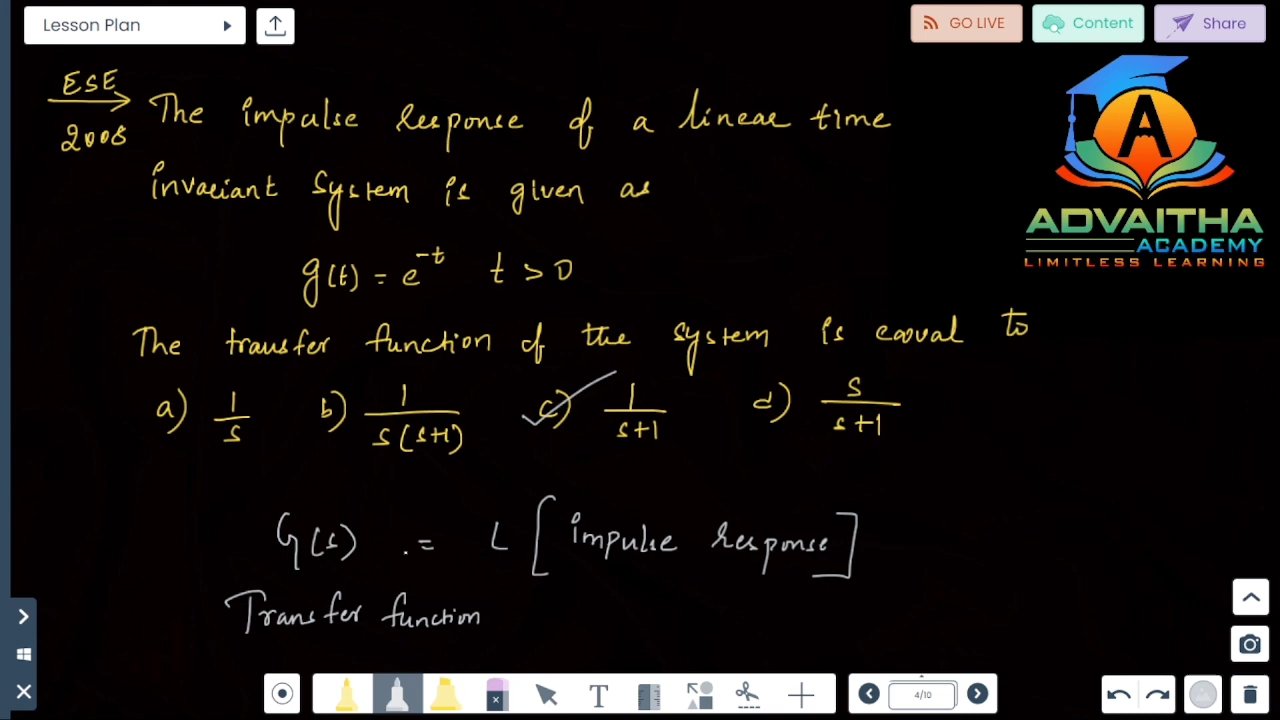 Lesson Plan
GO LIVE
Content
Share
ESE
2008
The impulse response of a linear time
invariant system is given as
g(t) = e^-t t > 0
The transfer function of the system is equal to
a) 1/s b) 1/s(s+1) c) 1/s+1 d) s/s+1
G(s) = L [impulse response]
Transfer function
A
ADVAITHA
ACADEMY
LIMITLESS LEARNING
T
4/10